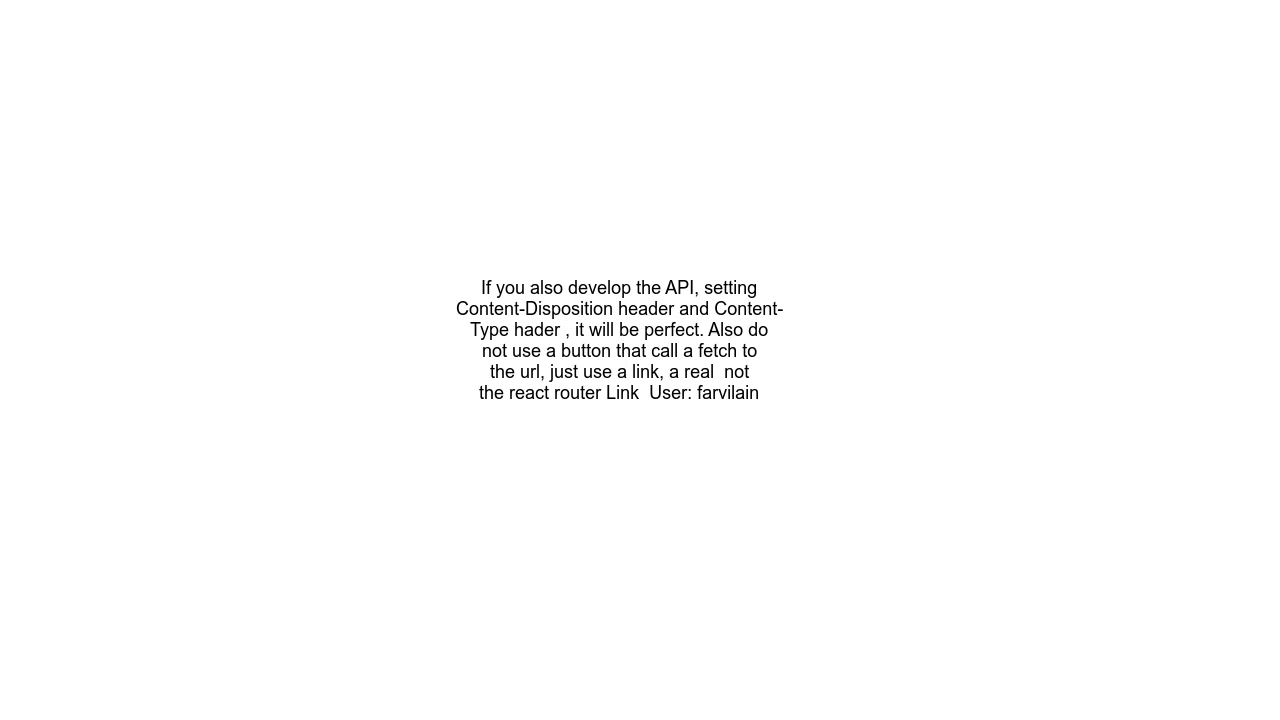 If you also develop the API, setting
Content-Disposition header and Content-
Type hader , it will be perfect. Also do
not use a button that call a fetch to
the url, just use a link, a real  not
the react router Link  User: farvilain